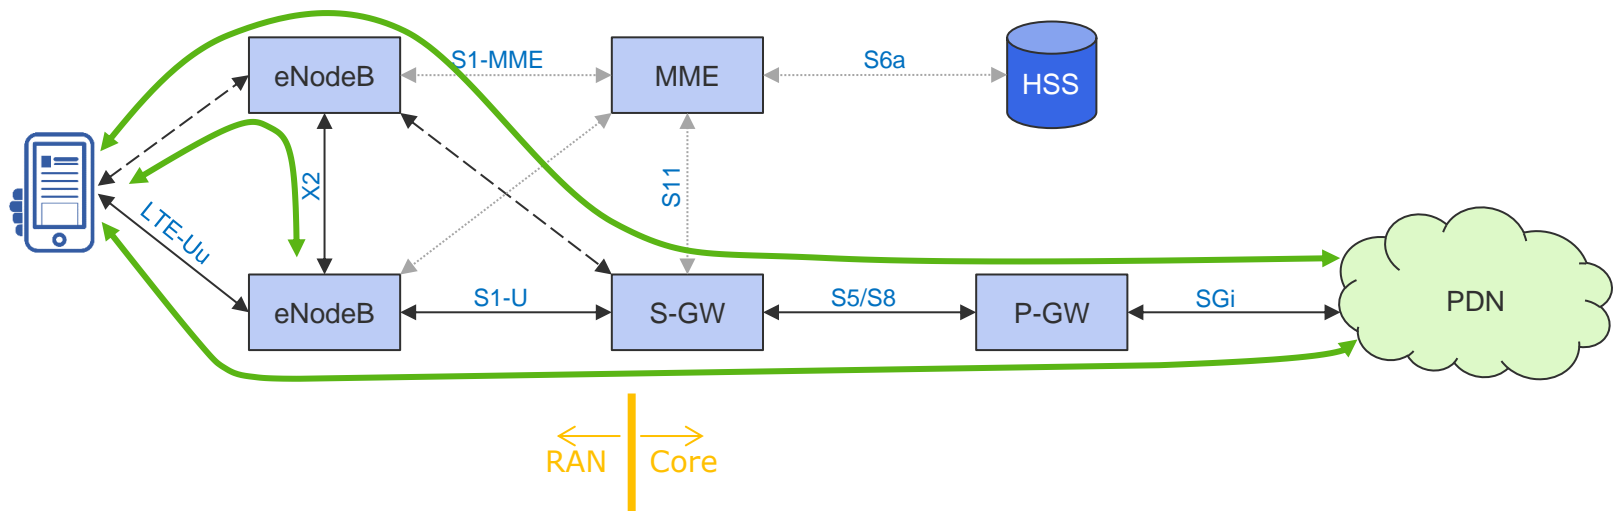 eNodeB
S1-MME
MME
S6a
HSS
X2
S11
LTE-Uu
eNodeB
S1-U
S-GW
S5/S8
P-GW
SGi
PDN
RAN
Core